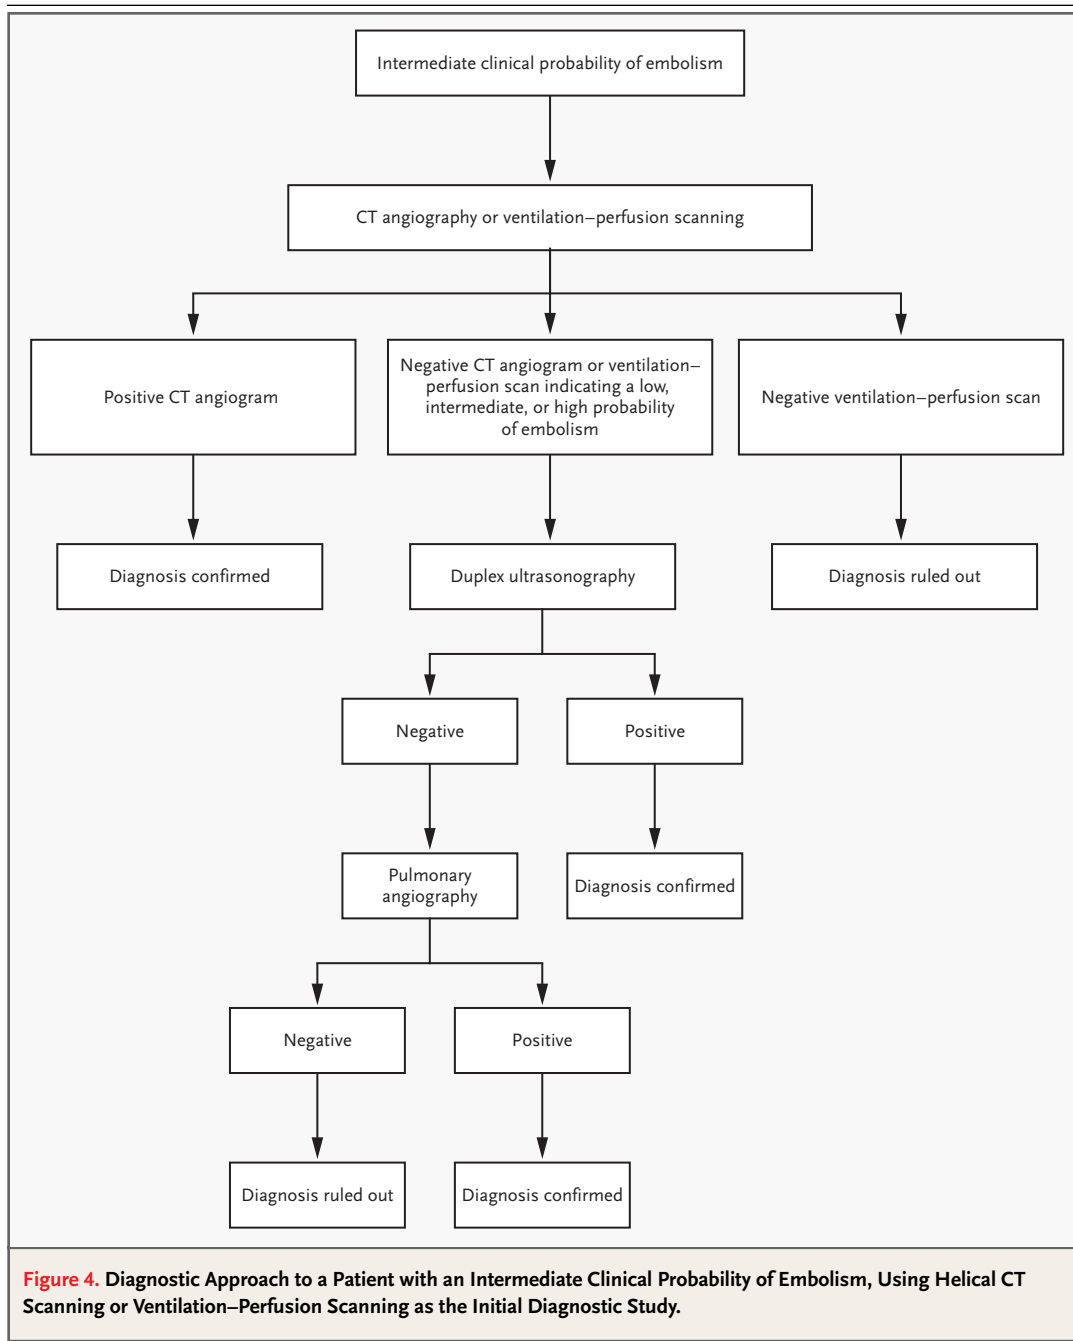 Intermediate clinical probability of embolism
CT angiography or ventilation–perfusion scanning
Positive CT angiogram
Negative CT angiogram or ventilation–
perfusion scan indicating a low,
intermediate, or high probability
of embolism
Negative ventilation–perfusion scan
Diagnosis confirmed
Duplex ultrasonography
Diagnosis ruled out
Negative
Positive
Pulmonary
angiography
Diagnosis confirmed
Negative
Positive
Diagnosis ruled out
Diagnosis confirmed
Figure 4. Diagnostic Approach to a Patient with an Intermediate Clinical Probability of Embolism, Using Helical CT
Scanning or Ventilation–Perfusion Scanning as the Initial Diagnostic Study.